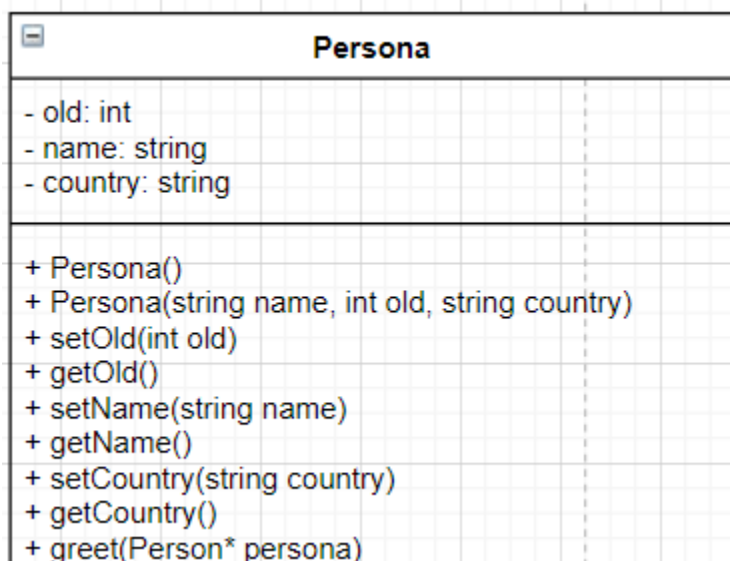 Persona
- old: int
- name: string
- country: string
+ Persona()
+ Persona(string name, int old, string country)
+ setOld(int old)
+ getOld()
+ setName(string name)
+ getName()
+ setCountry(string country)
+ getCountry()
+ greet(Person* persona)